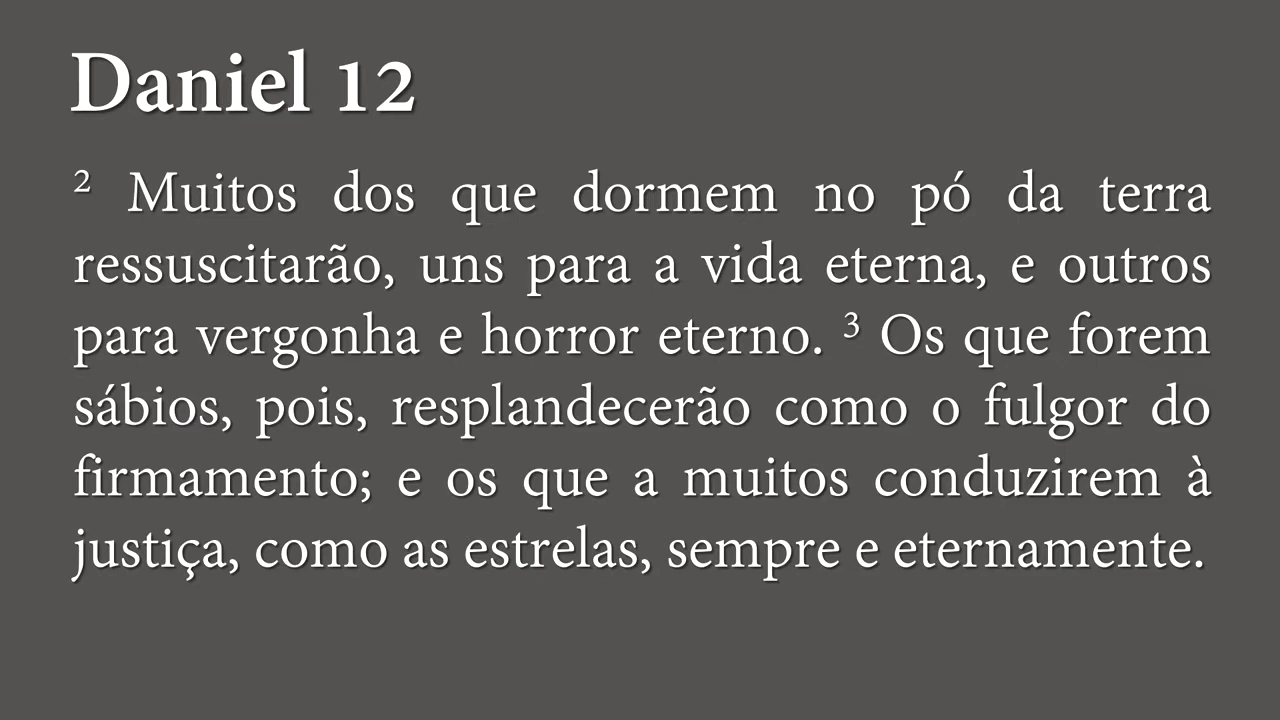 Daniel 12
² Muitos dos que dormem no pó da terra
ressuscitarão, uns para a vida eterna, e outros
para vergonha e horror eterno. ³ Os que forem
sábios, pois, resplandecerão como o fulgor do
firmamento; e os que a muitos conduzirem à
justiça, como as estrelas, sempre e eternamente.